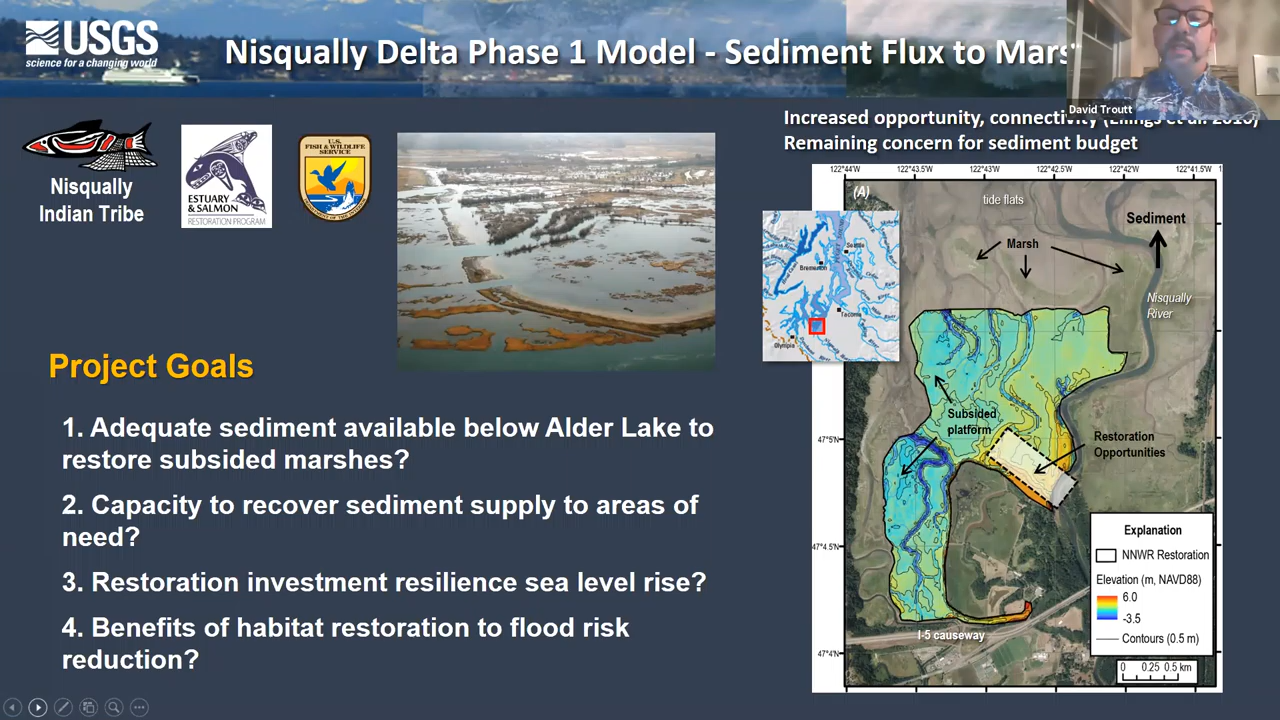 USGS
science for a changing world
Nisqually Delta Phase 1 Model - Sediment Flux to Mars
David Troutt
Nisqually
Indian Tribe
ESTUARY
& SALMON
RESTORATION PROGRAM
U.S.
FISH & WILDLIFE
SERVICE
Increased opportunity, connectivity
Remaining concern for sediment budget
Project Goals
1. Adequate sediment available below Alder Lake to
restore subsided marshes?
2. Capacity to recover sediment supply to areas of
need?
3. Restoration investment resilience sea level rise?
4. Benefits of habitat restoration to flood risk
reduction?
122°44'W 122°43.5'W 122°43'W 122°42.5'W 122°42'W 122°41.5'W
(A)
tide flats
Sediment
Marsh
Nisqually
River
Seattle
Bremerton
Tacoma
Olympia
Subsided
platform
47°5'N
Restoration
Opportunities
47°4.5'N
Explanation
NNWR Restoration
Elevation (m, NAVD88)
6.0
-3.5
Contours (0.5 m)
I-5 causeway
47°4'N
0 0.25 0.5 km